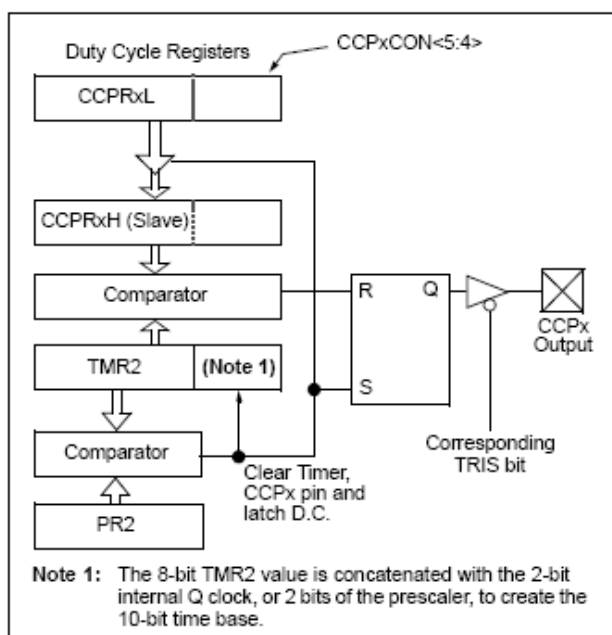 Duty Cycle Registers
CCPxCON<5:4>
CCPRxL
CCPRxH (Slave)
Comparator
R
Q
CCPx
Output
TMR2
(Note 1)
S
Comparator
Clear Timer,
CCPx pin and
latch D.C.
Corresponding
TRIS bit
PR2
Note 1: The 8-bit TMR2 value is concatenated with the 2-bit
internal Q clock, or 2 bits of the prescaler, to create the
10-bit time base.